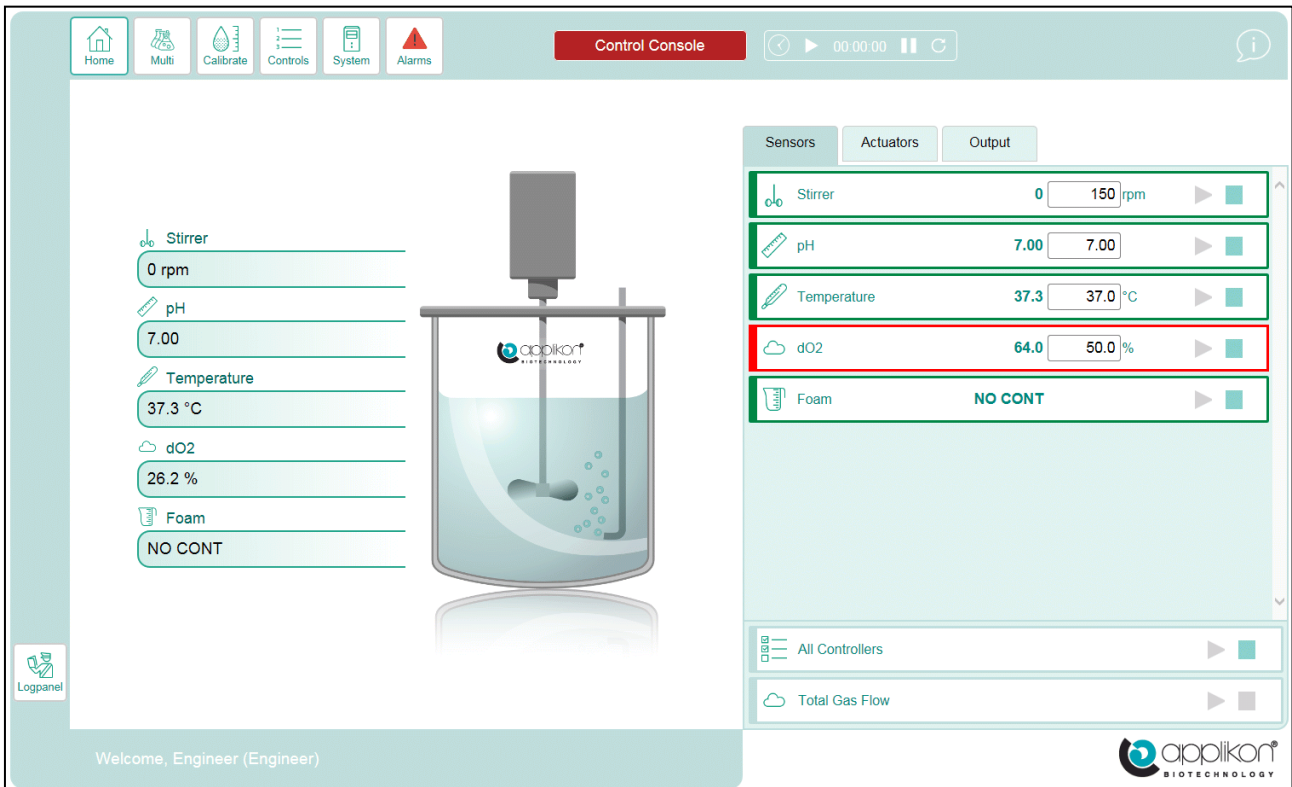 Home
Multi
Calibrate
1
2
3
Controls
System
Alarms
Control Console
00:00:00
i
Sensors
Actuators
Output
Stirrer 0 150 rpm
pH 7.00 7.00
Temperature 37.3 37.0 °C
dO2 64.0 50.0 %
Foam NO CONT
All Controllers
Total Gas Flow
Stirrer
0 rpm
pH
7.00
Temperature
37.3 °C
dO2
26.2 %
Foam
NO CONT
applikon®
BIOTECHNOLOGY
Logpanel
Welcome, Engineer (Engineer)
applikon®
BIOTECHNOLOGY